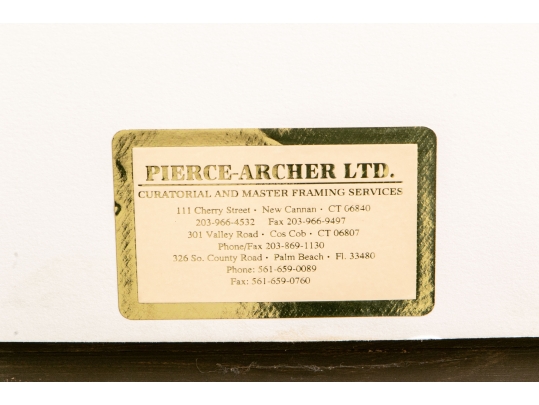 PIERCE-ARCHER LTD.
CURATORIAL AND MASTER FRAMING SERVICES
111 Cherry Street · New Cannan · CT 06840
203-966-4532 Fax 203-966-9497
301 Valley Road · Cos Cob · CT 06807
Phone/Fax 203-869-1130
326 So. County Road · Palm Beach · Fl. 33480
Phone: 561-659-0089
Fax: 561-659-0760